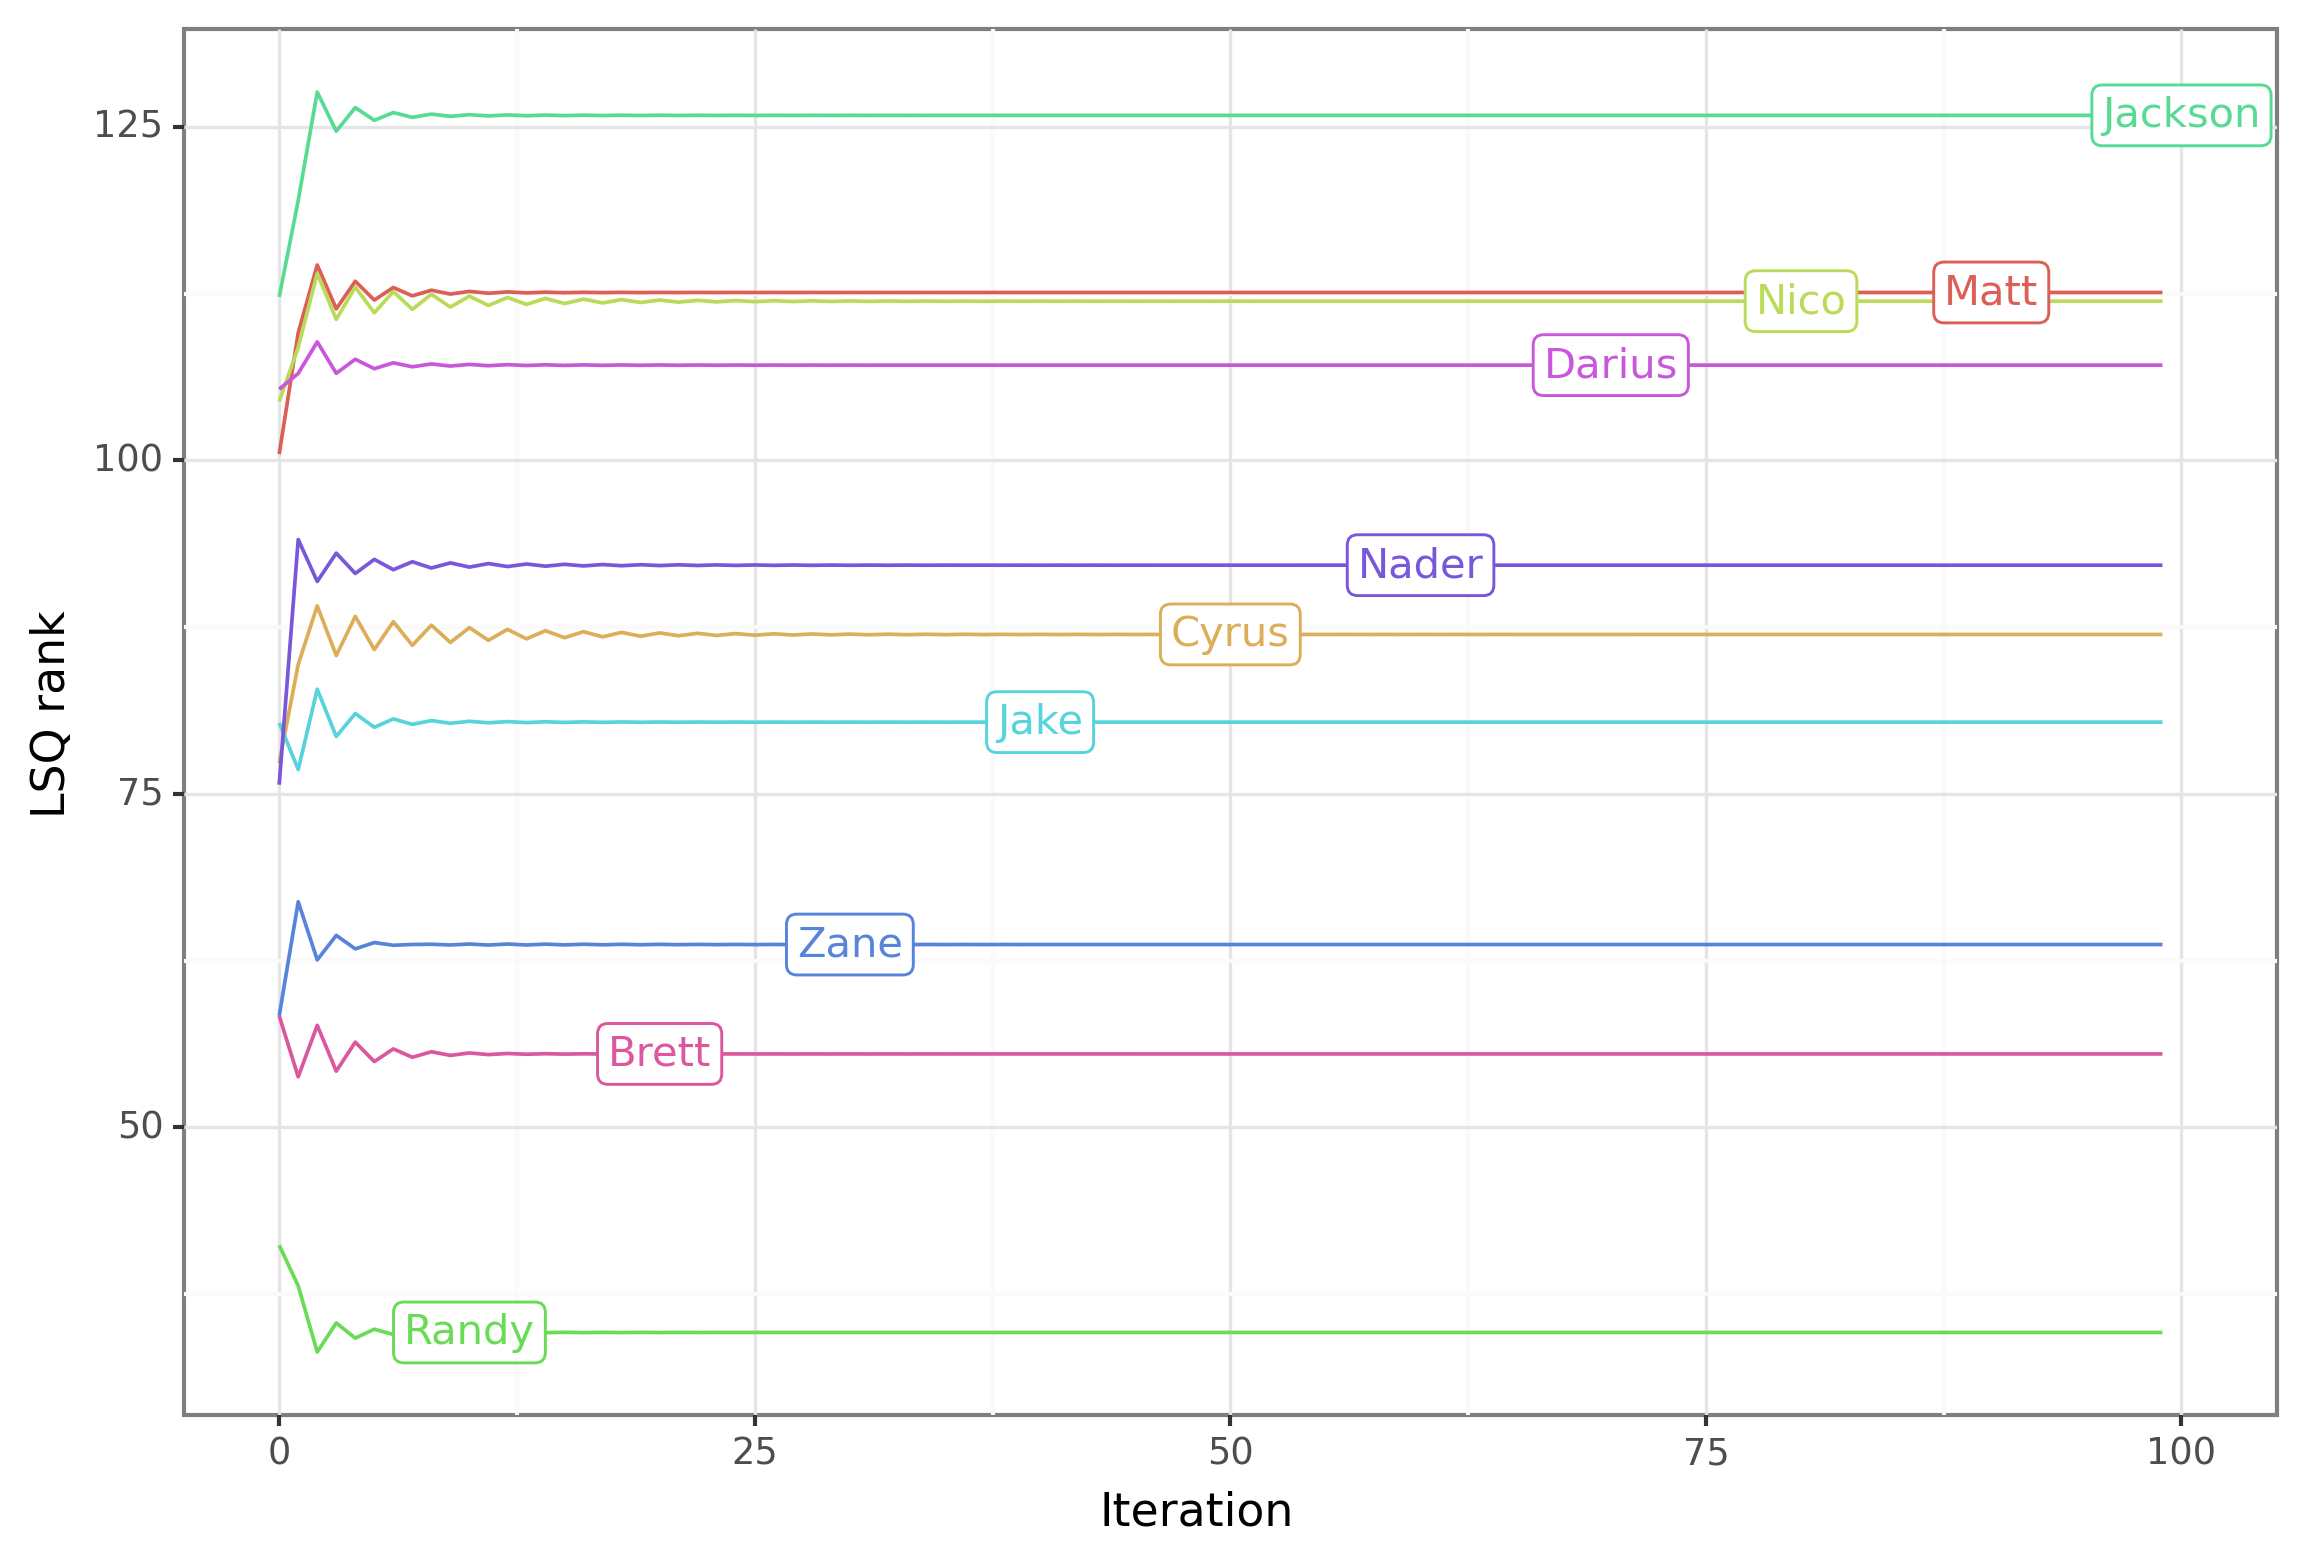 125
100
75
50
LSQ rank
Jackson
Matt
Nico
Darius
Nader
Cyrus
Jake
Zane
Brett
Randy
0 25 50 75 100
Iteration